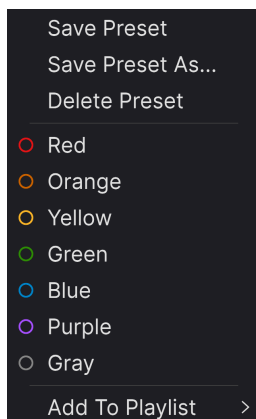 Save Preset
Save Preset As...
Delete Preset
Red
Orange
Yellow
Green
Blue
Purple
Gray
Add To Playlist